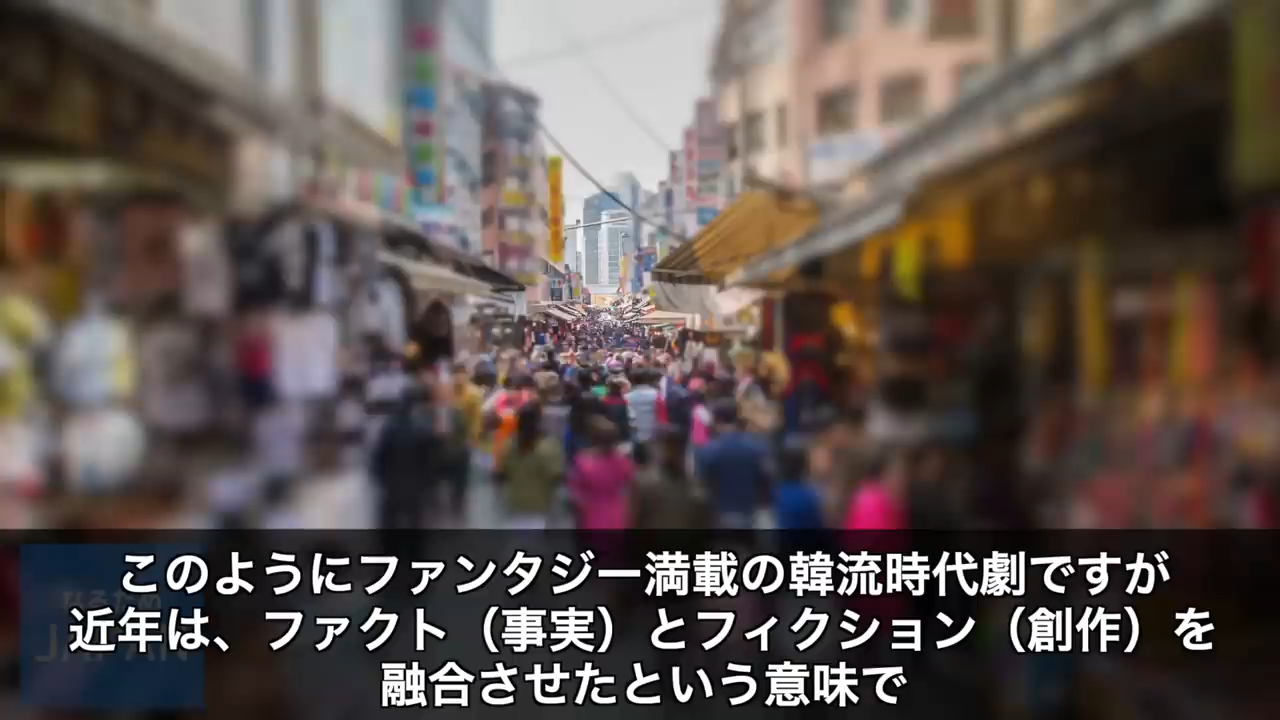 このようにファンタジー満載の韓流時代劇ですが
近年は、ファクト（事実）とフィクション（創作）を
融合させたという意味で